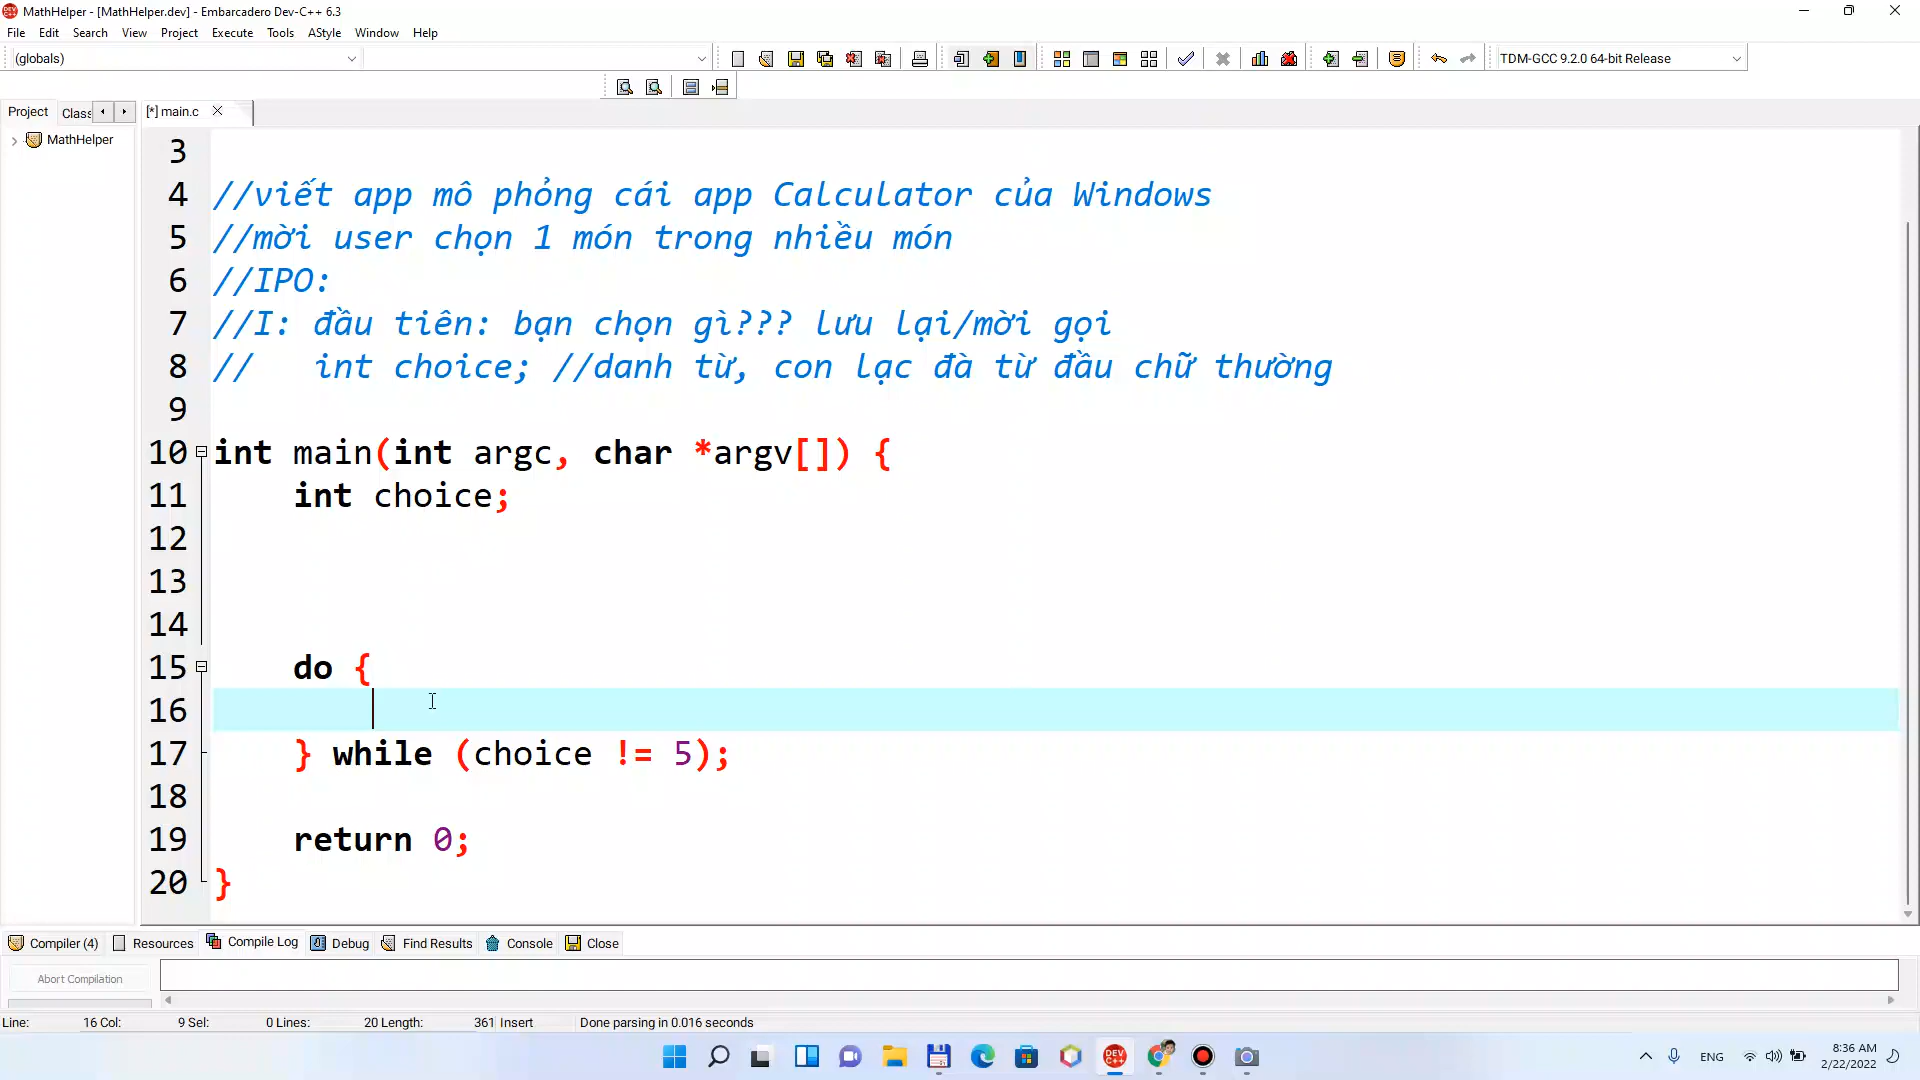 MathHelper - [MathHelper.dev] - Embarcadero Dev-C++ 6.3
File Edit Search View Project Execute Tools AStyle Window Help
(globals)
TDM-GCC 9.2.0 64-bit Release
Project Class
[*] main.c
MathHelper
3
4 //viết app mô phỏng cái app Calculator của Windows
5 //mời user chọn 1 món trong nhiều món
6 //IPO:
7 //I: đầu tiên: bạn chọn gì??? lưu lại/mời gọi
8 //   int choice; //danh từ, con lạc đà từ đầu chữ thường
9
10 int main(int argc, char *argv[]) {
11     int choice;
12
13
14
15     do {
16
17     } while (choice != 5);
18
19     return 0;
20 }
Compiler (4) Resources Compile Log Debug Find Results Console Close
Abort Compilation
Line: 16 Col: 9 Sel: 0 Lines: 20 Length: 361 Insert Done parsing in 0.016 seconds
DEV C++
ENG
8:36 AM
2/22/2022